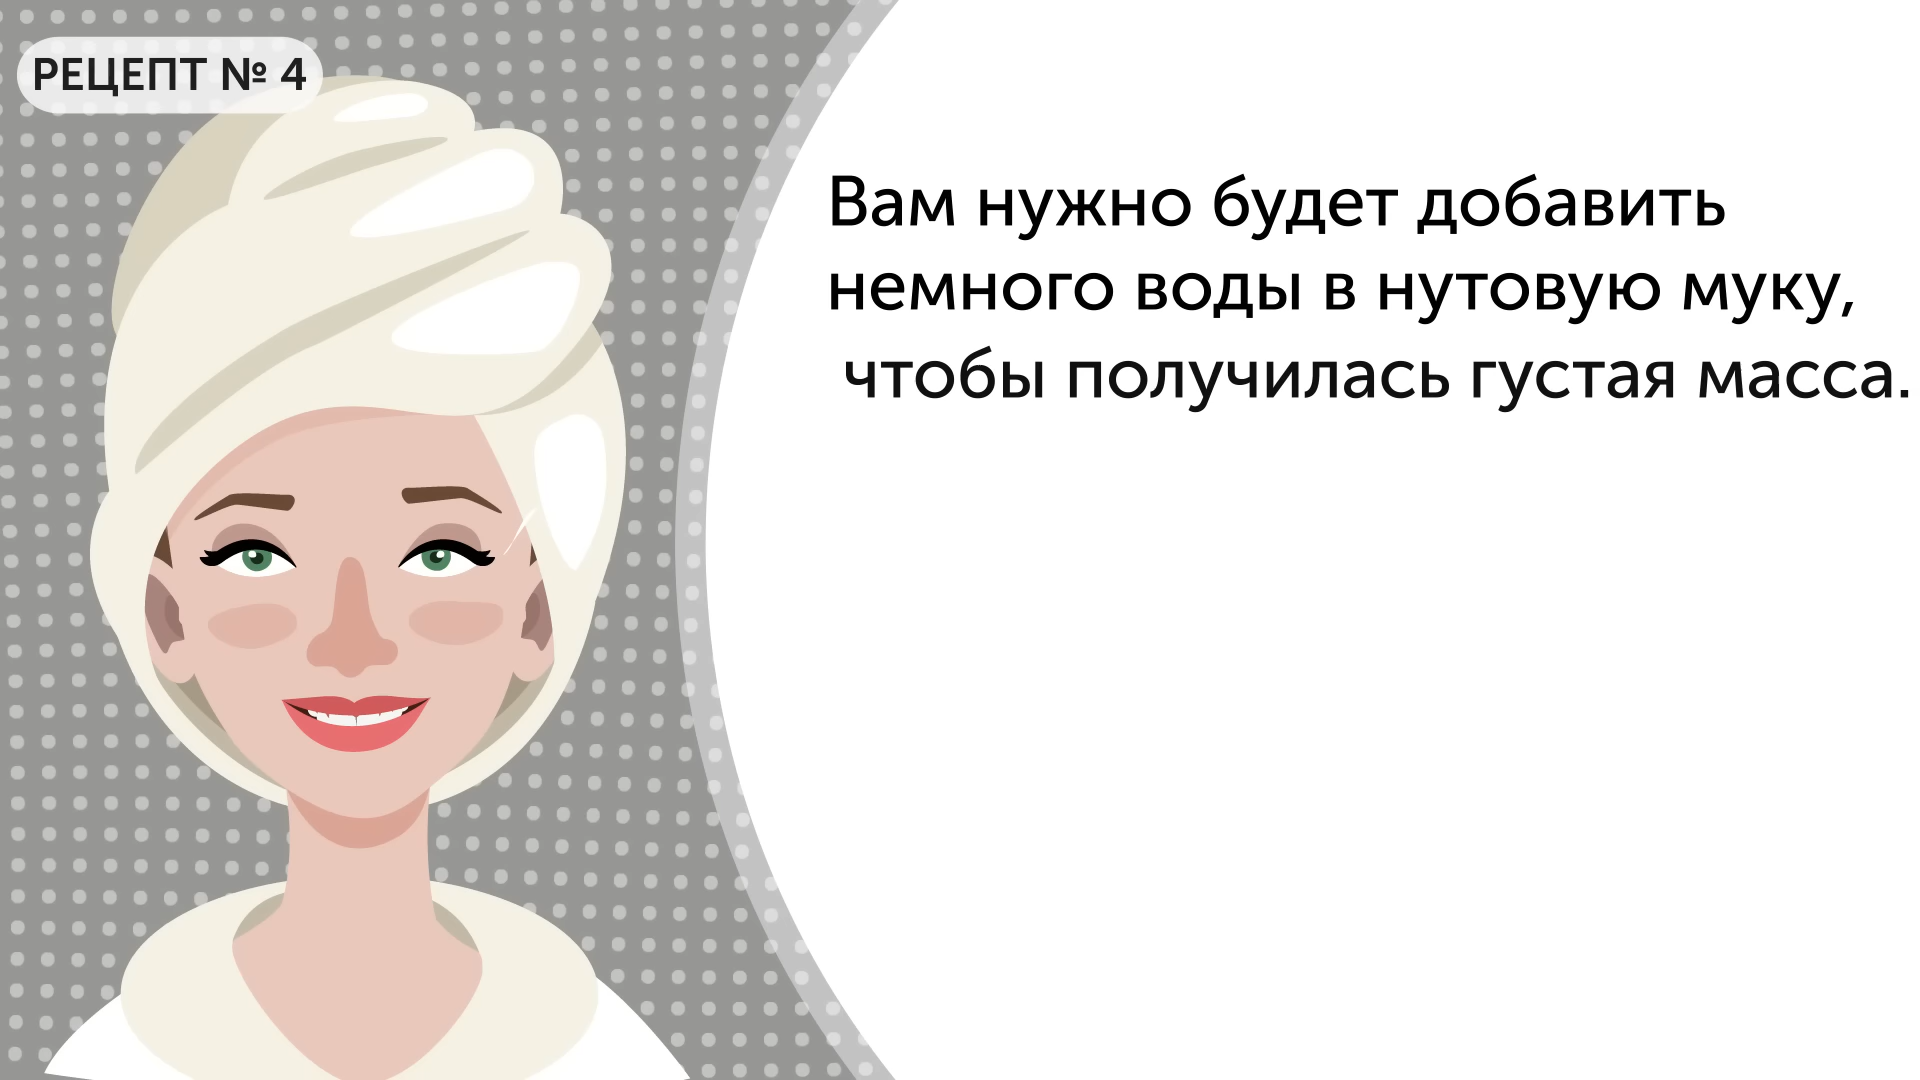 РЕЦЕПТ № 4
Вам нужно будет добавить
немного воды в нутовую муку,
чтобы получилась густая масса.